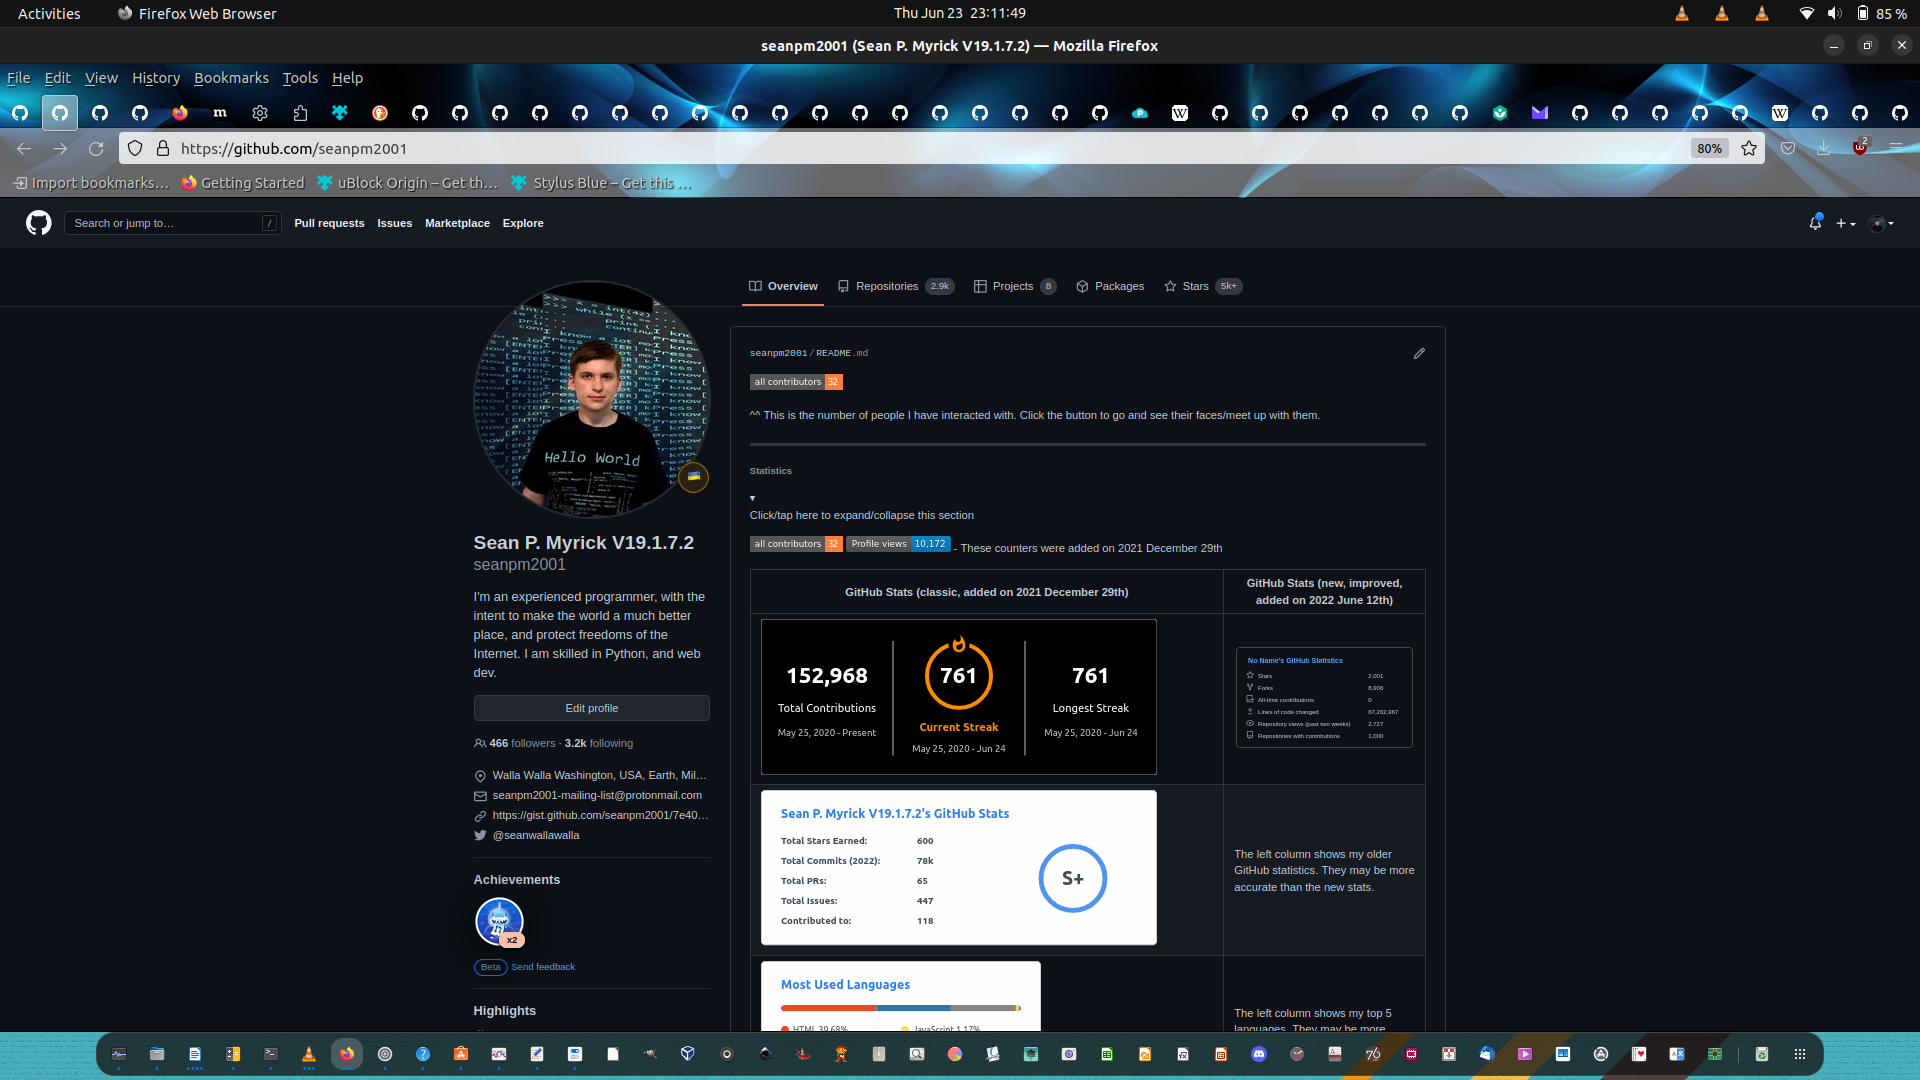 Activities
Firefox Web Browser
Thu Jun 23 23:11:49
85 %
seanpm2001 (Sean P. Myrick V19.1.7.2) — Mozilla Firefox
File Edit View History Bookmarks Tools Help
https://github.com/seanpm2001
80%
2
Import bookmarks…
Getting Started
uBlock Origin – Get th…
Stylus Blue – Get this …
Search or jump to…
/
Pull requests
Issues
Marketplace
Explore
Overview
Repositories 2.9k
Projects 8
Packages
Stars 5k+
Hello World
Sean P. Myrick V19.1.7.2
seanpm2001
I'm an experienced programmer, with the
intent to make the world a much better
place, and protect freedoms of the
Internet. I am skilled in Python, and web
dev.
Edit profile
466 followers · 3.2k following
Walla Walla Washington, USA, Earth, Mil…
seanpm2001-mailing-list@protonmail.com
https://gist.github.com/seanpm2001/7e40…
@seanwallawalla
Achievements
x2
Beta Send feedback
Highlights
seanpm2001/README.md
all contributors 32
^^ This is the number of people I have interacted with. Click the button to go and see their faces/meet up with them.
Statistics
▾
Click/tap here to expand/collapse this section
all contributors 32 Profile views 10,172 - These counters were added on 2021 December 29th
GitHub Stats (classic, added on 2021 December 29th)
GitHub Stats (new, improved,
added on 2022 June 12th)
152,968
Total Contributions
May 25, 2020 - Present
761
Current Streak
May 25, 2020 - Jun 24
761
Longest Streak
May 25, 2020 - Jun 24
No Name's GitHub Statistics
Stars 2,001
Forks 8,906
All-time contributions 0
Lines of code changed 67,262,967
Repository views (past two weeks) 2,727
Repositories with contributions 1,000
Sean P. Myrick V19.1.7.2's GitHub Stats
Total Stars Earned: 600
Total Commits (2022): 78k
Total PRs: 65
Total Issues: 447
Contributed to: 118
S+
The left column shows my older
GitHub statistics. They may be more
accurate than the new stats.
Most Used Languages
HTML 39.68%
JavaScript 1.17%
The left column shows my top 5
languages. They may be more